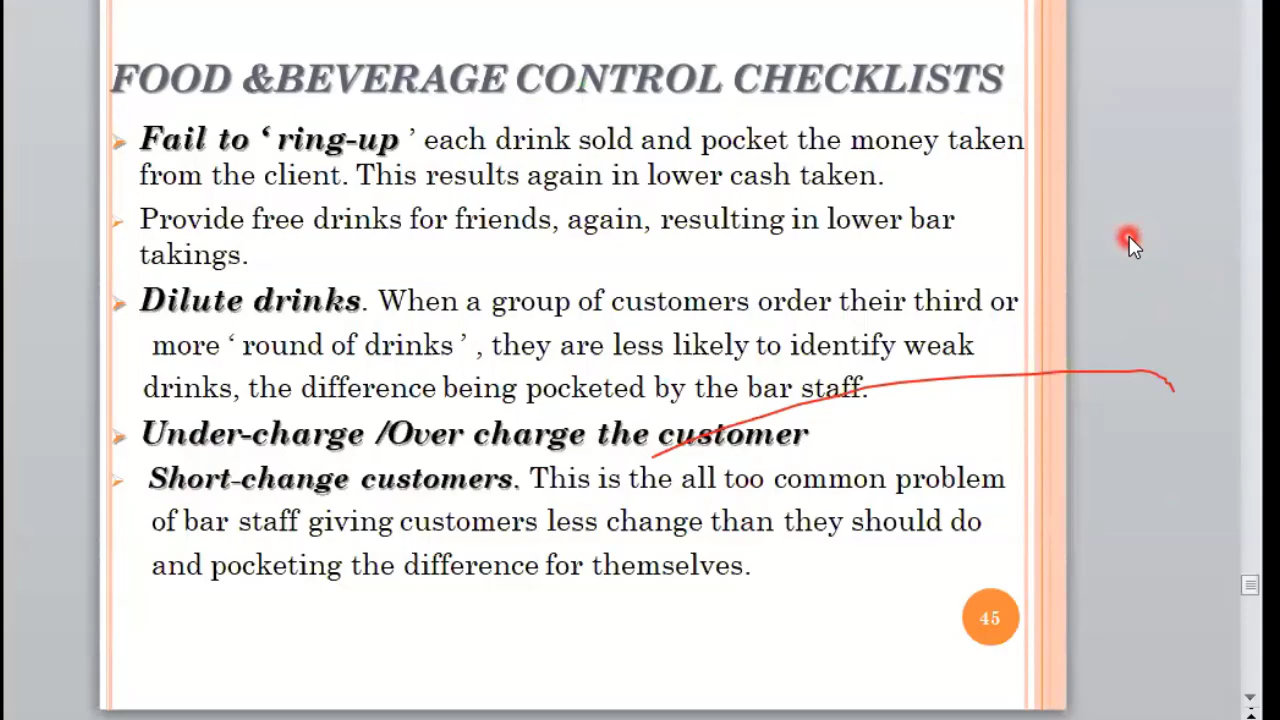 FOOD &BEVERAGE CONTROL CHECKLISTS
Fail to ‘ ring-up ’ each drink sold and pocket the money taken
from the client. This results again in lower cash taken.
Provide free drinks for friends, again, resulting in lower bar
takings.
Dilute drinks. When a group of customers order their third or
more ‘ round of drinks ’ , they are less likely to identify weak
drinks, the difference being pocketed by the bar staff.
Under-charge /Over charge the customer
Short-change customers. This is the all too common problem
of bar staff giving customers less change than they should do
and pocketing the difference for themselves.
45